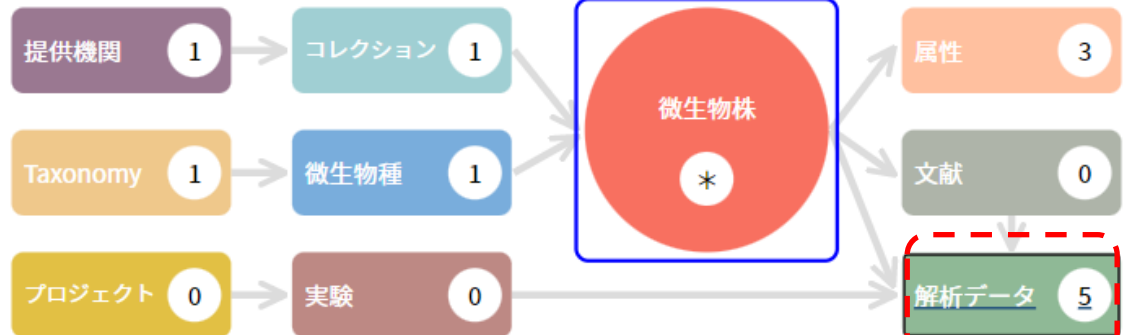 提供機関 1
コレクション 1
微生物株
*
属性 3
Taxonomy 1
微生物種 1
文献 0
プロジェクト 0
実験 0
解析データ 5